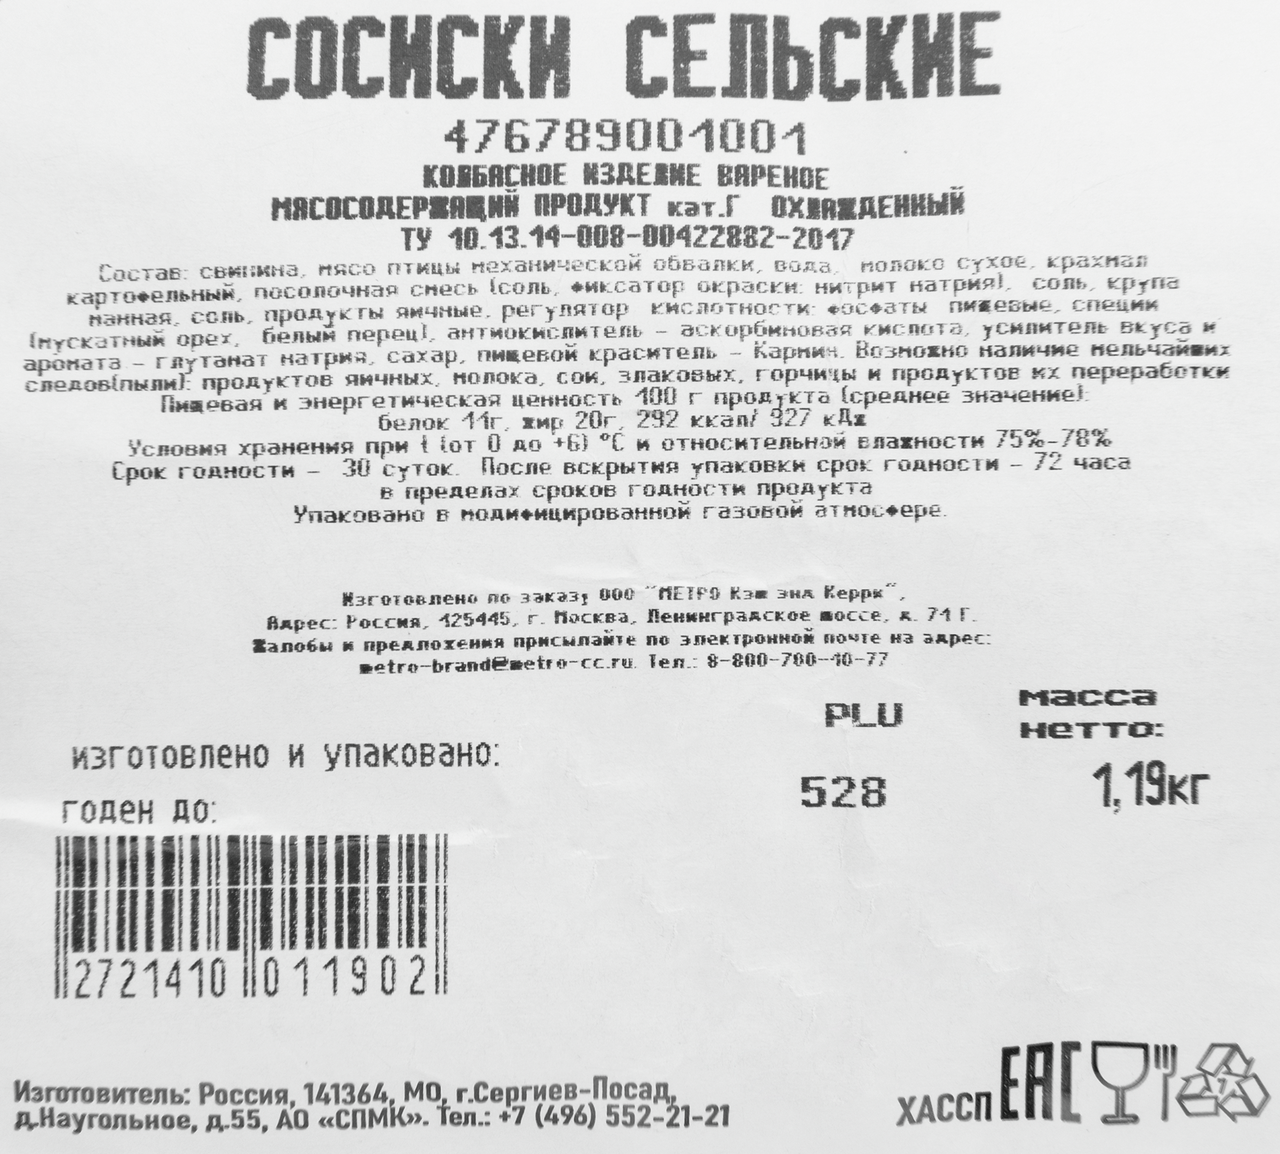 СОСИСКИ СЕЛЬСКИЕ
476789001001
КОЛБАСНОЕ ИЗДЕЛИЕ ВАРЕНОЕ
МЯСОСОДЕРЖАЩИЙ ПРОДУКТ кат.Г ОХЛАЖДЕННЫЙ
ТУ 10.13.14-008-00422882-2017
Состав: свинина, мясо птицы механической обвалки, вода, молоко сухое, крахмал
картофельный, посолочная смесь (соль, фиксатор окраски: нитрит натрия), соль, крупа
манная, соль, продукты яичные, регулятор кислотности: фосфаты пищевые, специи
(мускатный орех, белый перец), антиокислитель - аскорбиновая кислота, усилитель вкуса и
аромата - глутамат натрия, сахар, пищевой краситель - Кармин. Возможно наличие мельчайших
следов(пыли): продуктов яичных, молока, сои, злаковых, горчицы и продуктов их переработки
Пищевая и энергетическая ценность 100 г продукта (среднее значение):
белок 11г, жир 20г, 292 ккал/ 927 кДж
Условия хранения при t (от 0 до +6) °C и относительной влажности 75%-78%
Срок годности - 30 суток. После вскрытия упаковки срок годности - 72 часа
в пределах сроков годности продукта
Упаковано в модифицированной газовой атмосфере.
Изготовлено по заказу ООО "МЕТРО Кэш энд Керри",
Адрес: Россия, 125445, г. Москва, Ленинградское шоссе, д. 71 Г.
Жалобы и предложения присылайте по электронной почте на адрес:
metro-brand@metro-cc.ru. Тел.: 8-800-700-10-77
PLU
масса
нетто:
изготовлено и упаковано:
528
1,19кг
годен до:
2721410 011902
Изготовитель: Россия, 141364, МО, г.Сергиев-Посад,
д.Наугольное, д.55, АО «СПМК». Тел.: +7 (496) 552-21-21
ХАССП ЕАС
7